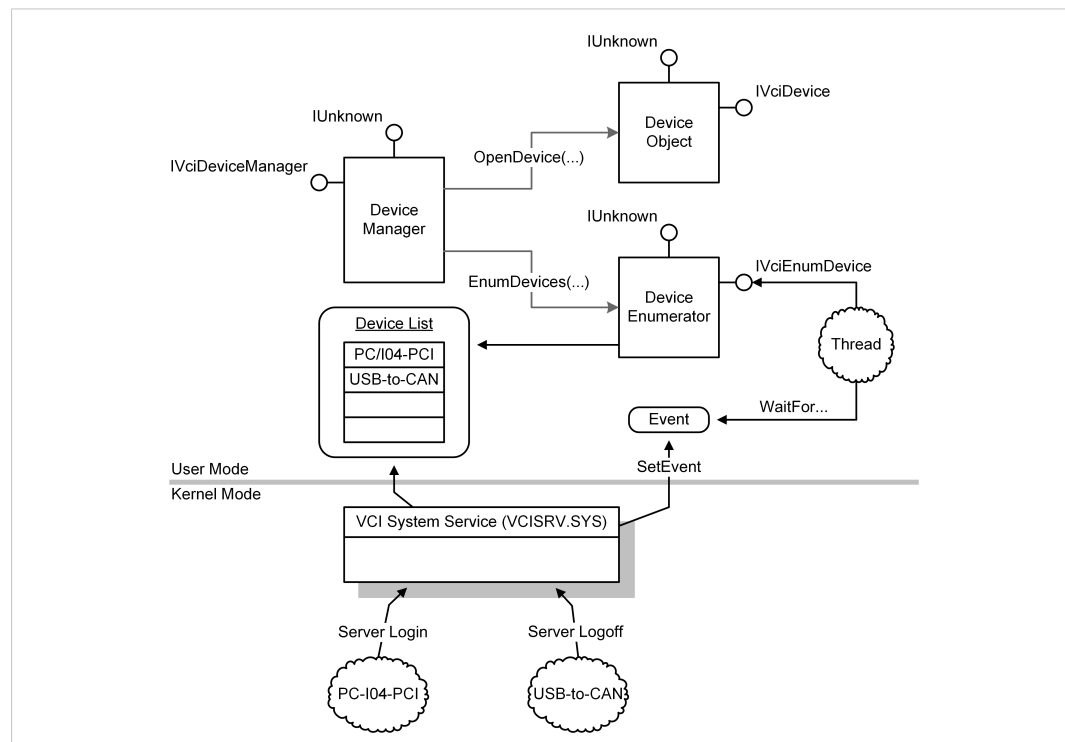 IUnknown
IVciDevice
Device
Object
IUnknown
IVciDeviceManager
OpenDevice(...)
Device
Manager
IUnknown
IVciEnumDevice
EnumDevices(...)
Device
Enumerator
Device List
PC/I04-PCI
USB-to-CAN
Thread
WaitFor...
Event
SetEvent
User Mode
Kernel Mode
VCI System Service (VCISRV.SYS)
Server Login
Server Logoff
PC-I04-PCI
USB-to-CAN